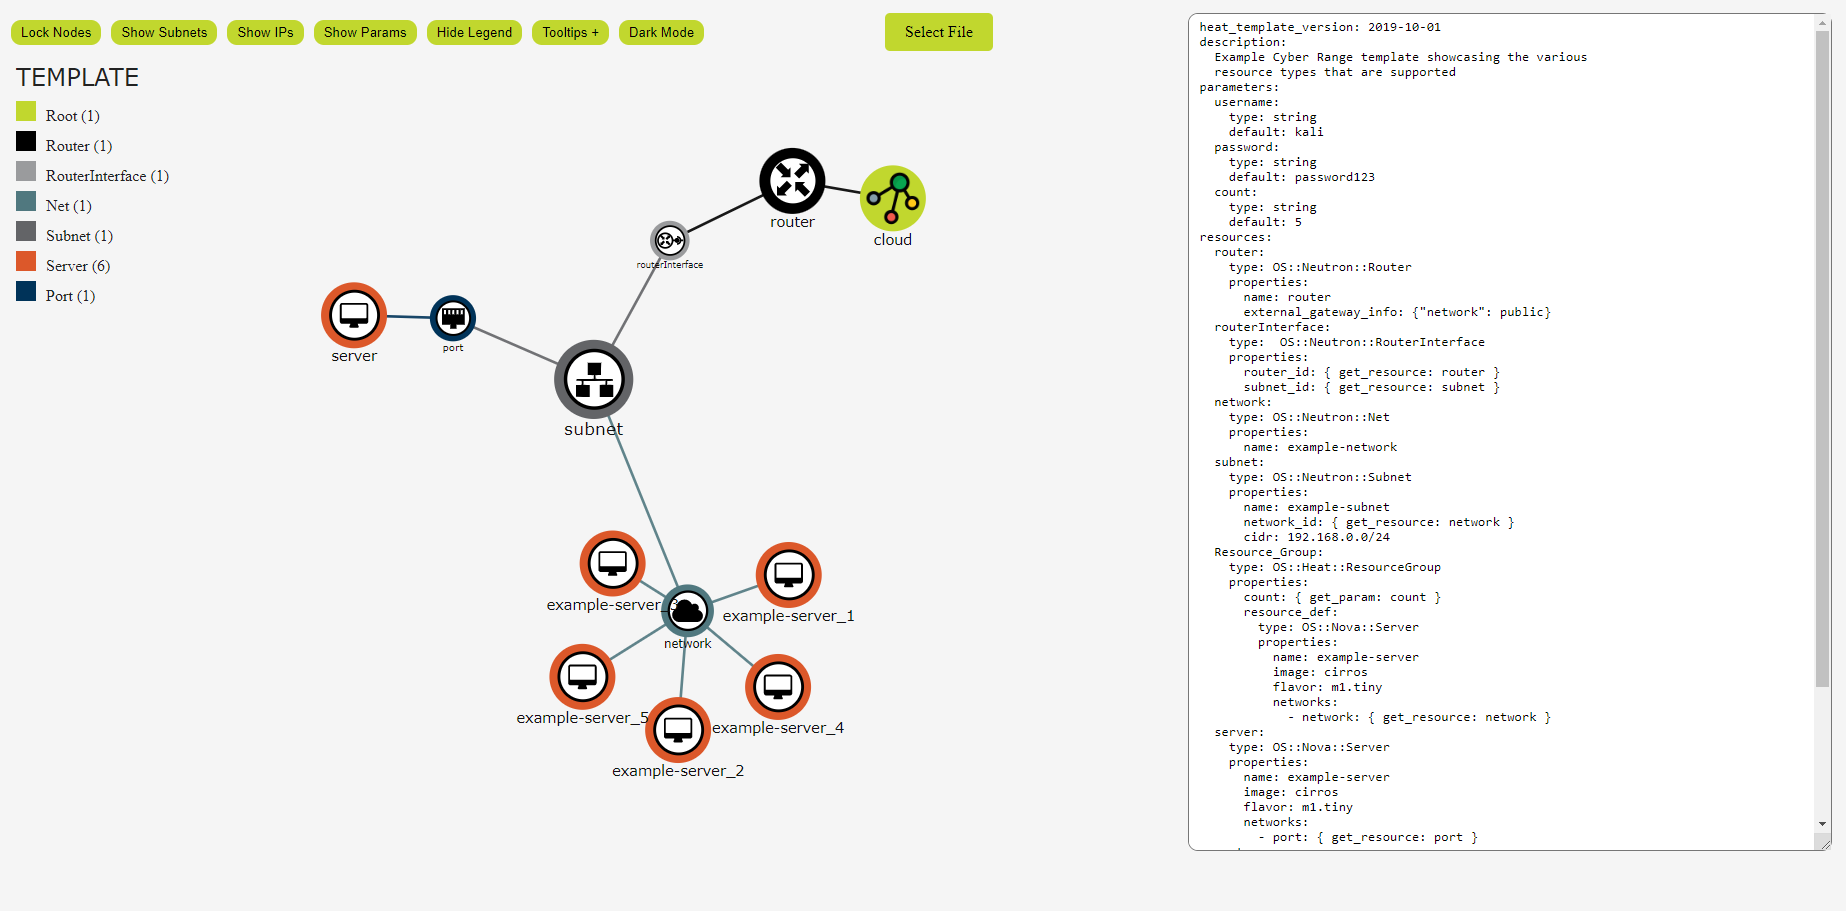 Lock Nodes
Show Subnets
Show IPs
Show Params
Hide Legend
Tooltips +
Dark Mode
Select File
TEMPLATE
Root (1)
Router (1)
RouterInterface (1)
Net (1)
Subnet (1)
Server (6)
Port (1)
router
cloud
routerInterface
server
port
subnet
example-server_3
example-server_1
network
example-server_5
example-server_4
example-server_2
heat_template_version: 2019-10-01
description:
  Example Cyber Range template showcasing the various
  resource types that are supported
parameters:
  username:
    type: string
    default: kali
  password:
    type: string
    default: password123
  count:
    type: string
    default: 5
resources:
  router:
    type: OS::Neutron::Router
    properties:
      name: router
      external_gateway_info: {"network": public}
  routerInterface:
    type:  OS::Neutron::RouterInterface
    properties:
      router_id: { get_resource: router }
      subnet_id: { get_resource: subnet }
  network:
    type: OS::Neutron::Net
    properties:
      name: example-network
  subnet:
    type: OS::Neutron::Subnet
    properties:
      name: example-subnet
      network_id: { get_resource: network }
      cidr: 192.168.0.0/24
  Resource_Group:
    type: OS::Heat::ResourceGroup
    properties:
      count: { get_param: count }
      resource_def:
        type: OS::Nova::Server
        properties:
          name: example-server
          image: cirros
          flavor: m1.tiny
          networks:
            - network: { get_resource: network }
  server:
    type: OS::Nova::Server
    properties:
      name: example-server
      image: cirros
      flavor: m1.tiny
      networks:
        - port: { get_resource: port }